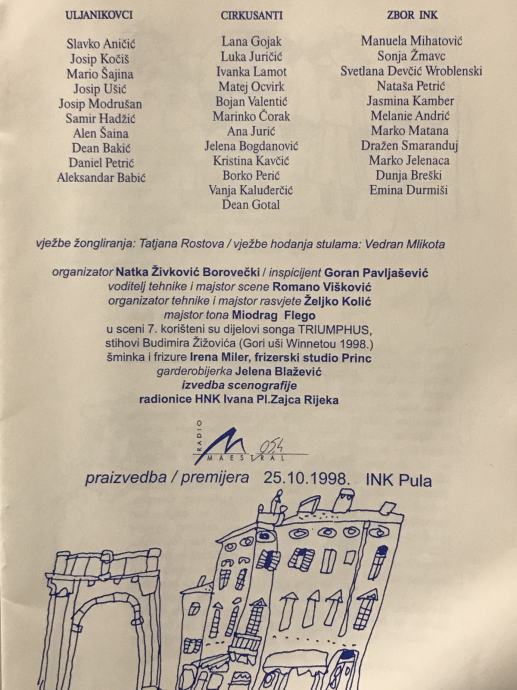 ULJANIKOVCI
Slavko Aničić
Josip Kočiš
Mario Šajina
Josip Ušić
Josip Modrušan
Samir Hadžić
Alen Šaina
Dean Bakić
Daniel Petrić
Aleksandar Babić
CIRKUSANTI
Lana Gojak
Luka Juričić
Ivanka Lamot
Matej Ocvirk
Bojan Valentić
Marinko Čorak
Ana Jurić
Jelena Bogdanović
Kristina Kavčić
Borko Perić
Vanja Kaluđerčić
Dean Gotal
ZBOR INK
Manuela Mihatović
Sonja Žmavc
Svetlana Devčić Wroblenski
Nataša Petrić
Jasmina Kamber
Melanie Andrić
Marko Matana
Dražen Smaranduj
Marko Jelenaca
Dunja Breški
Emina Durmiši
vježbe žongliranja: Tatjana Rostova / vježbe hodanja stulama: Vedran Mlikota
organizator Natka Živković Borovečki / inspicijent Goran Pavljašević
voditelj tehnike i majstor scene Romano Višković
organizator tehnike i majstor rasvjete Željko Kolić
majstor tona Miodrag Flego
u sceni 7. korišteni su dijelovi songa TRIUMPHUS,
stihovi Budimira Žižovića (Gori uši Winnetou 1998.)
šminka i frizure Irena Miler, frizerski studio Princ
garderobijerka Jelena Blažević
izvedba scenografije
radionice HNK Ivana Pl.Zajca Rijeka
RADIO
MAESTRAL
praizvedba / premijera 25.10.1998. INK Pula